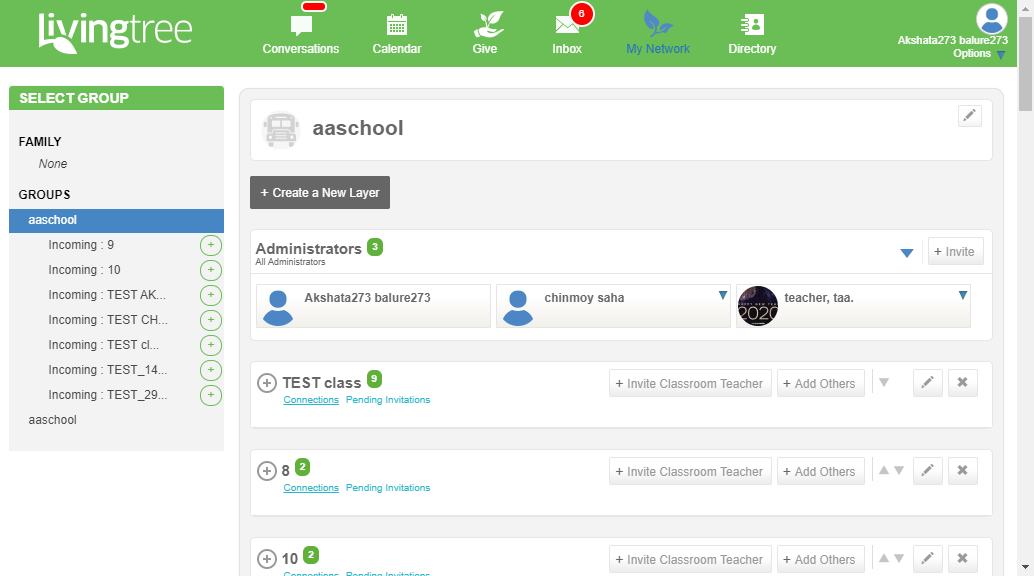 livingtree
Conversations
Calendar
Give
6
Inbox
My Network
Directory
Akshata273 balure273
Options
SELECT GROUP
FAMILY
None
GROUPS
aaschool
Incoming : 9
Incoming : 10
Incoming : TEST AK...
Incoming : TEST CH...
Incoming : TEST cl...
Incoming : TEST_14...
Incoming : TEST_29...
aaschool
aaschool
+ Create a New Layer
Administrators 3
All Administrators
+ Invite
Akshata273 balure273
chinmoy saha
HAPPY NEW YEAR
2020
teacher, taa.
TEST class 9
Connections Pending Invitations
+ Invite Classroom Teacher
+ Add Others
8 2
Connections Pending Invitations
+ Invite Classroom Teacher
+ Add Others
10 2
Connections Pending Invitations
+ Invite Classroom Teacher
+ Add Others